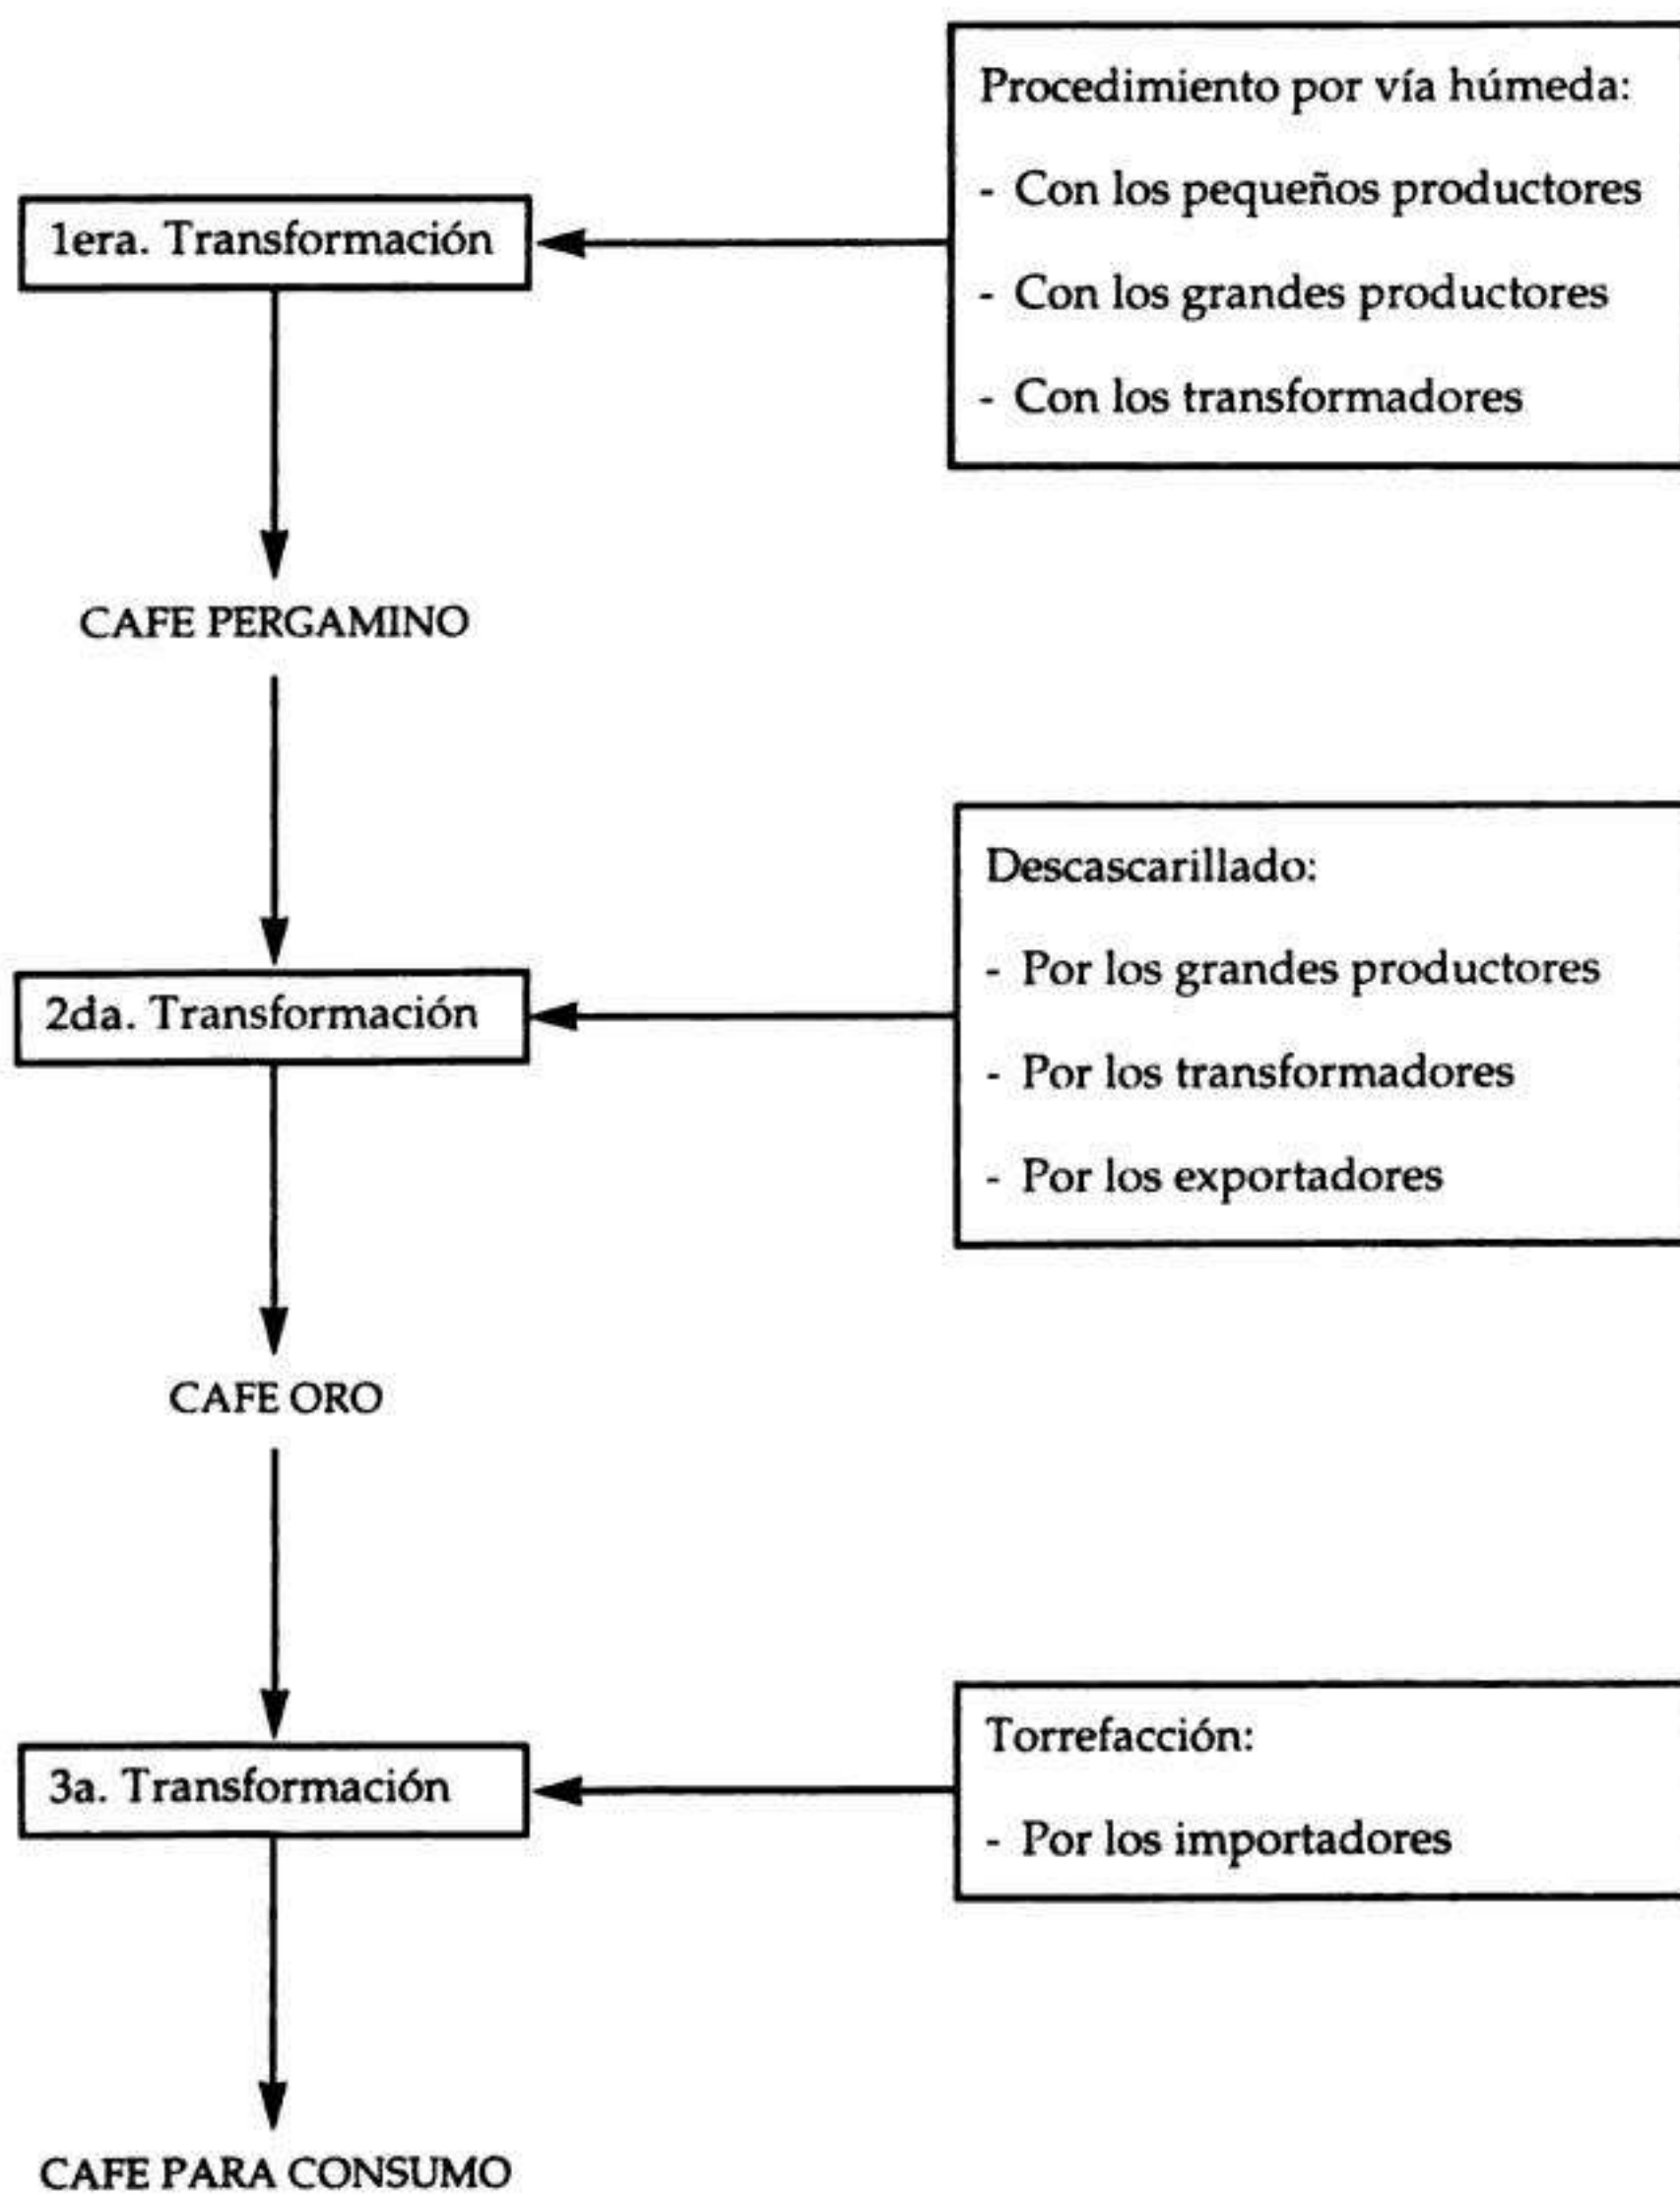 Procedimiento por vía húmeda:
- Con los pequeños productores
1era. Transformación
- Con los grandes productores
- Con los transformadores
CAFE PERGAMINO
Descascarillado:
- Por los grandes productores
2da. Transformación
- Por los transformadores
- Por los exportadores
CAFE ORO
Torrefacción:
3a. Transformación
- Por los importadores
CAFE PARA CONSUMO